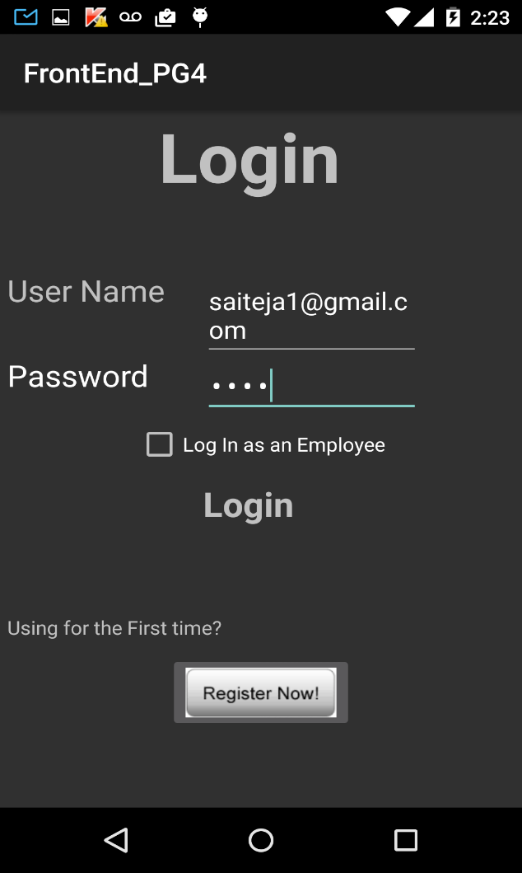 2:23
FrontEnd_PG4
Login
User Name
saiteja1@gmail.c
om
Password
••••
Log In as an Employee
Login
Using for the First time?
Register Now!